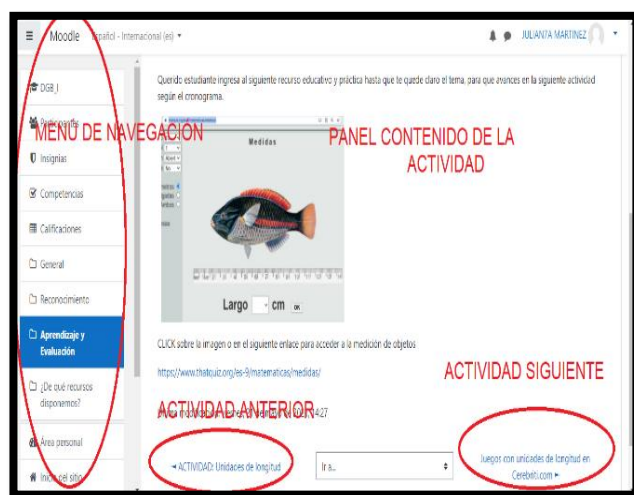 Moodle Español - Internacional (es)
JULIANTA MARTINEZ
DGB_I
Participantes
MENÚ DE NAVEGACIÓN
Insignias
Competencias
Calificaciones
General
Reconocimiento
Aprendizaje y
Evaluación
¿De qué recursos
disponemos?
Área personal
Inicio del sitio
Querido estudiante ingresa al siguiente recurso educativo y práctica hasta que te quede claro el tema, para que avances en la siguiente actividad
según el cronograma.
PANEL CONTENIDO DE LA
ACTIVIDAD
Medidas
Largo cm OK
CLICK sobre la imagen o en el siguiente enlace para acceder a la medición de objetos
https://www.thatquiz.org/es-9/matematicas/medidas/
ACTIVIDAD SIGUIENTE
ACTIVIDAD ANTERIOR
◄ ACTIVIDAD: Unidades de longitud
Ir a...
Juegos con unidades de longitud en
Cerebriti.com ►